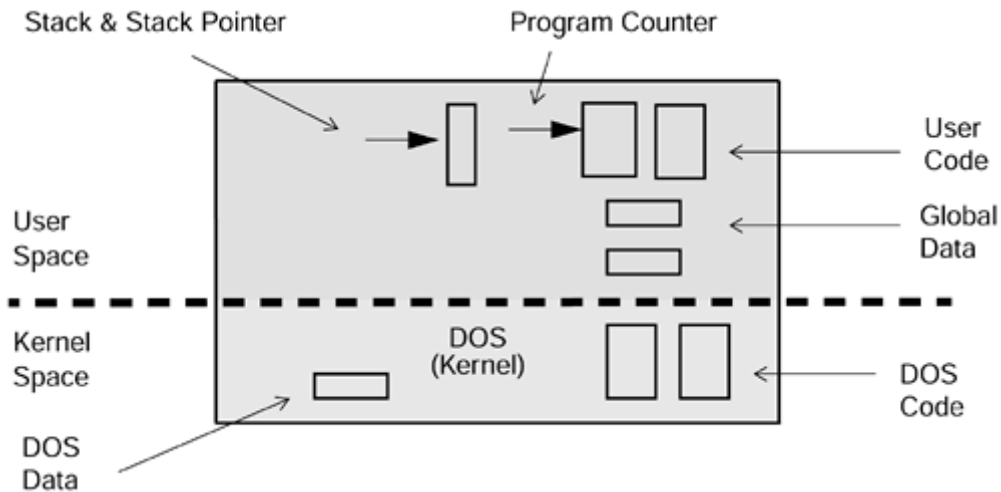 Stack & Stack Pointer
Program Counter
User
Code
User
Space
Global
Data
Kernel
Space
DOS
(Kernel)
DOS
Code
DOS
Data